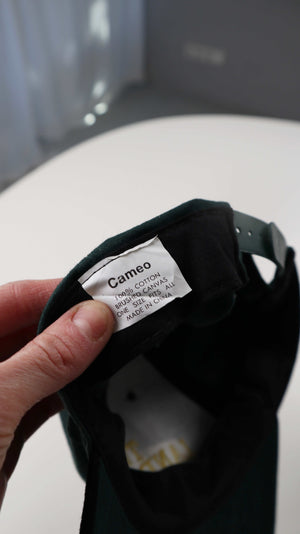 Cameo
100% COTTON
BRUSHED CANVAS
ONE SIZE FITS ALL
MADE IN CHINA